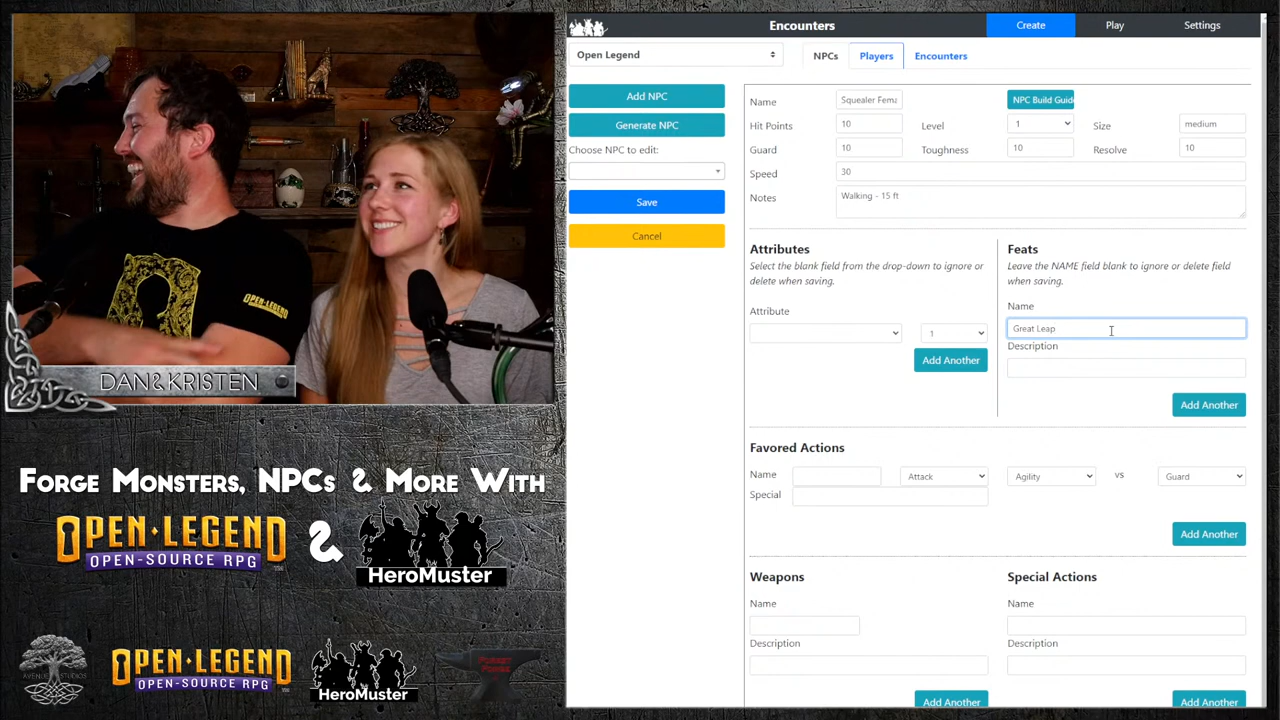 OPEN-LEGEND
DAN & KRISTEN
FORGE MONSTERS, NPCS & MORE WITH
OPEN LEGEND
OPEN-SOURCE RPG
&
HeroMuster
OPEN LEGEND
OPEN-SOURCE RPG
HeroMuster
Encounters
Create
Play
Settings
Open Legend
NPCs
Players
Encounters
Add NPC
Generate NPC
Choose NPC to edit:
Save
Cancel
Name
Squealer Fema
NPC Build Guid
Hit Points
10
Level
1
Size
medium
Guard
10
Toughness
10
Resolve
10
Speed
30
Notes
Walking - 15 ft
Attributes
Select the blank field from the drop-down to ignore or
delete when saving.
Attribute
1
Add Another
Feats
Leave the NAME field blank to ignore or delete field
when saving.
Name
Great Leap
Description
Add Another
Favored Actions
Name
Attack
Agility
vs
Guard
Special
Add Another
Weapons
Name
Description
Add Another
Special Actions
Name
Description
Add Another